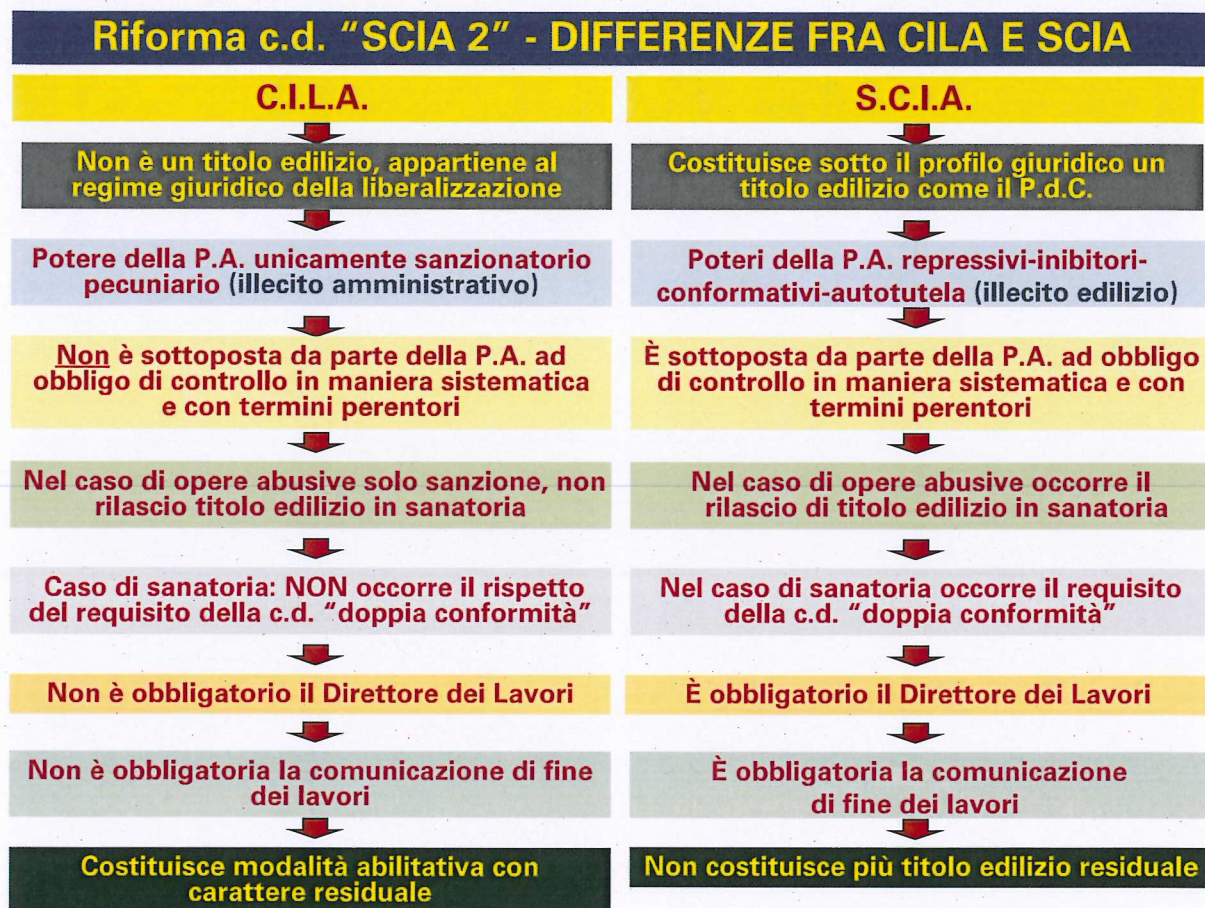 Riforma c.d. “SCIA 2” - DIFFERENZE FRA CILA E SCIA
C.I.L.A.
Non è un titolo edilizio, appartiene al
regime giuridico della liberalizzazione
Potere della P.A. unicamente sanzionatorio
pecuniario (illecito amministrativo)
Non è sottoposta da parte della P.A. ad
obbligo di controllo in maniera sistematica
e con termini perentori
Nel caso di opere abusive solo sanzione, non
rilascio titolo edilizio in sanatoria
Caso di sanatoria: NON occorre il rispetto
del requisito della c.d. “doppia conformità”
Non è obbligatorio il Direttore dei Lavori
Non è obbligatoria la comunicazione di fine
dei lavori
Costituisce modalità abilitativa con
carattere residuale
S.C.I.A.
Costituisce sotto il profilo giuridico un
titolo edilizio come il P.d.C.
Poteri della P.A. repressivi-inibitori-
conformativi-autotutela (illecito edilizio)
È sottoposta da parte della P.A. ad obbligo
di controllo in maniera sistematica e con
termini perentori
Nel caso di opere abusive occorre il
rilascio di titolo edilizio in sanatoria
Nel caso di sanatoria occorre il requisito
della c.d. “doppia conformità”
È obbligatorio il Direttore dei Lavori
È obbligatoria la comunicazione
di fine dei lavori
Non costituisce più titolo edilizio residuale